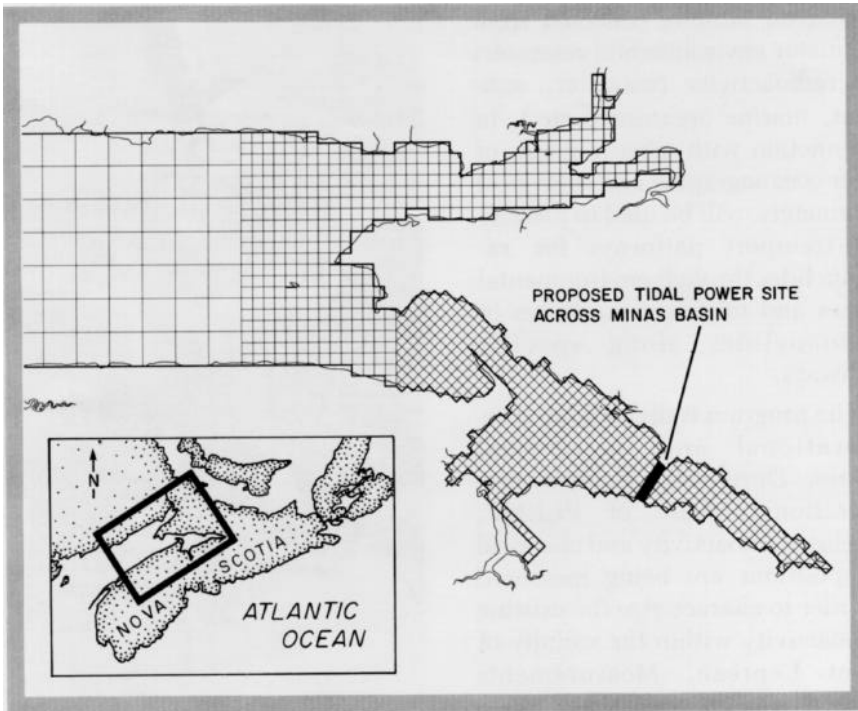 PROPOSED TIDAL POWER SITE
ACROSS MINAS BASIN
N
NOVA SCOTIA
ATLANTIC
OCEAN